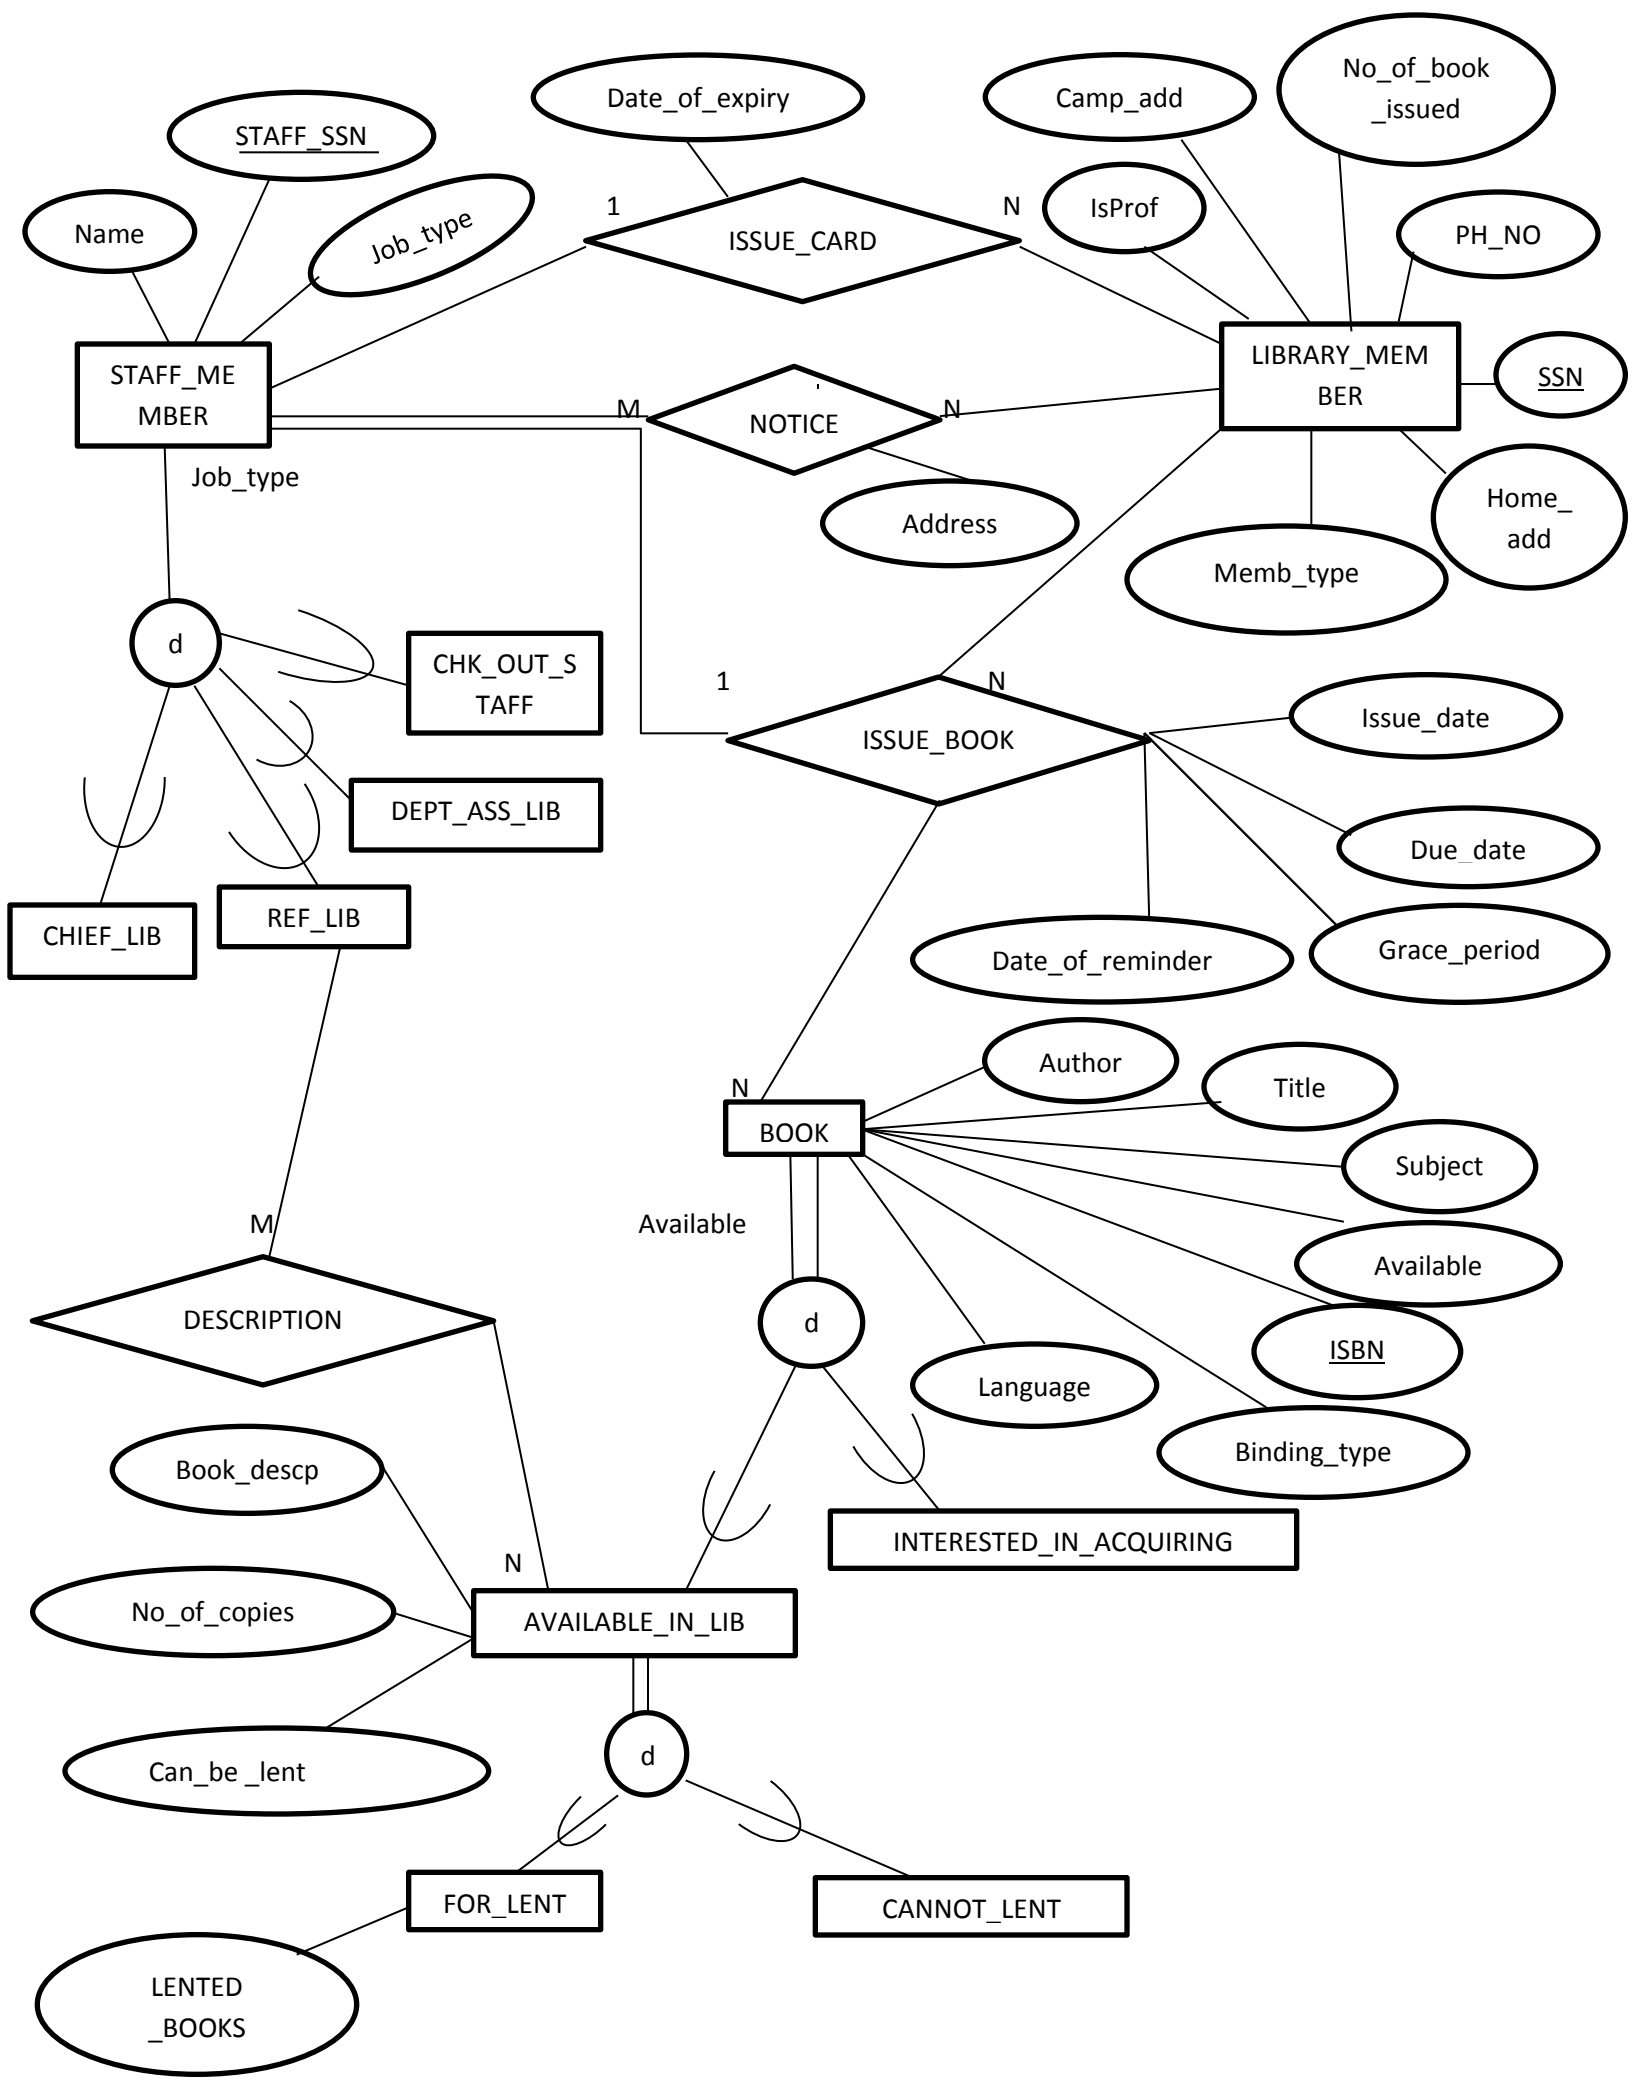 No_of_book
_issued
Date_of_expiry
Camp_add
STAFF_SSN
Name
Job_type
1
ISSUE_CARD
N
IsProf
PH_NO
STAFF_ME
MBER
LIBRARY_MEM
BER
SSN
M
NOTICE
N
Job_type
Address
Home_
add
Memb_type
d
CHK_OUT_S
TAFF
1
N
ISSUE_BOOK
Issue_date
DEPT_ASS_LIB
Due_date
CHIEF_LIB
REF_LIB
Date_of_reminder
Grace_period
Author
Title
N
BOOK
Subject
M
Available
Available
DESCRIPTION
d
ISBN
Language
Book_descp
Binding_type
INTERESTED_IN_ACQUIRING
N
No_of_copies
AVAILABLE_IN_LIB
Can_be _lent
d
FOR_LENT
CANNOT_LENT
LENTED
_BOOKS